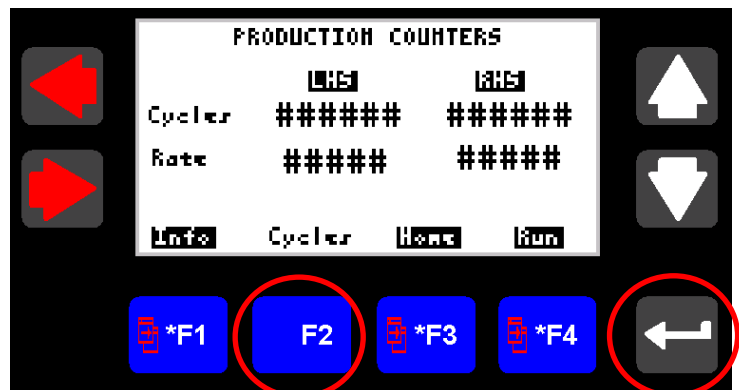 PRODUCTION COUNTERS
LHS RHS
Cycles ###### ######
Rate ##### #####
Info Cycles Home Run
*F1 F2 *F3 *F4